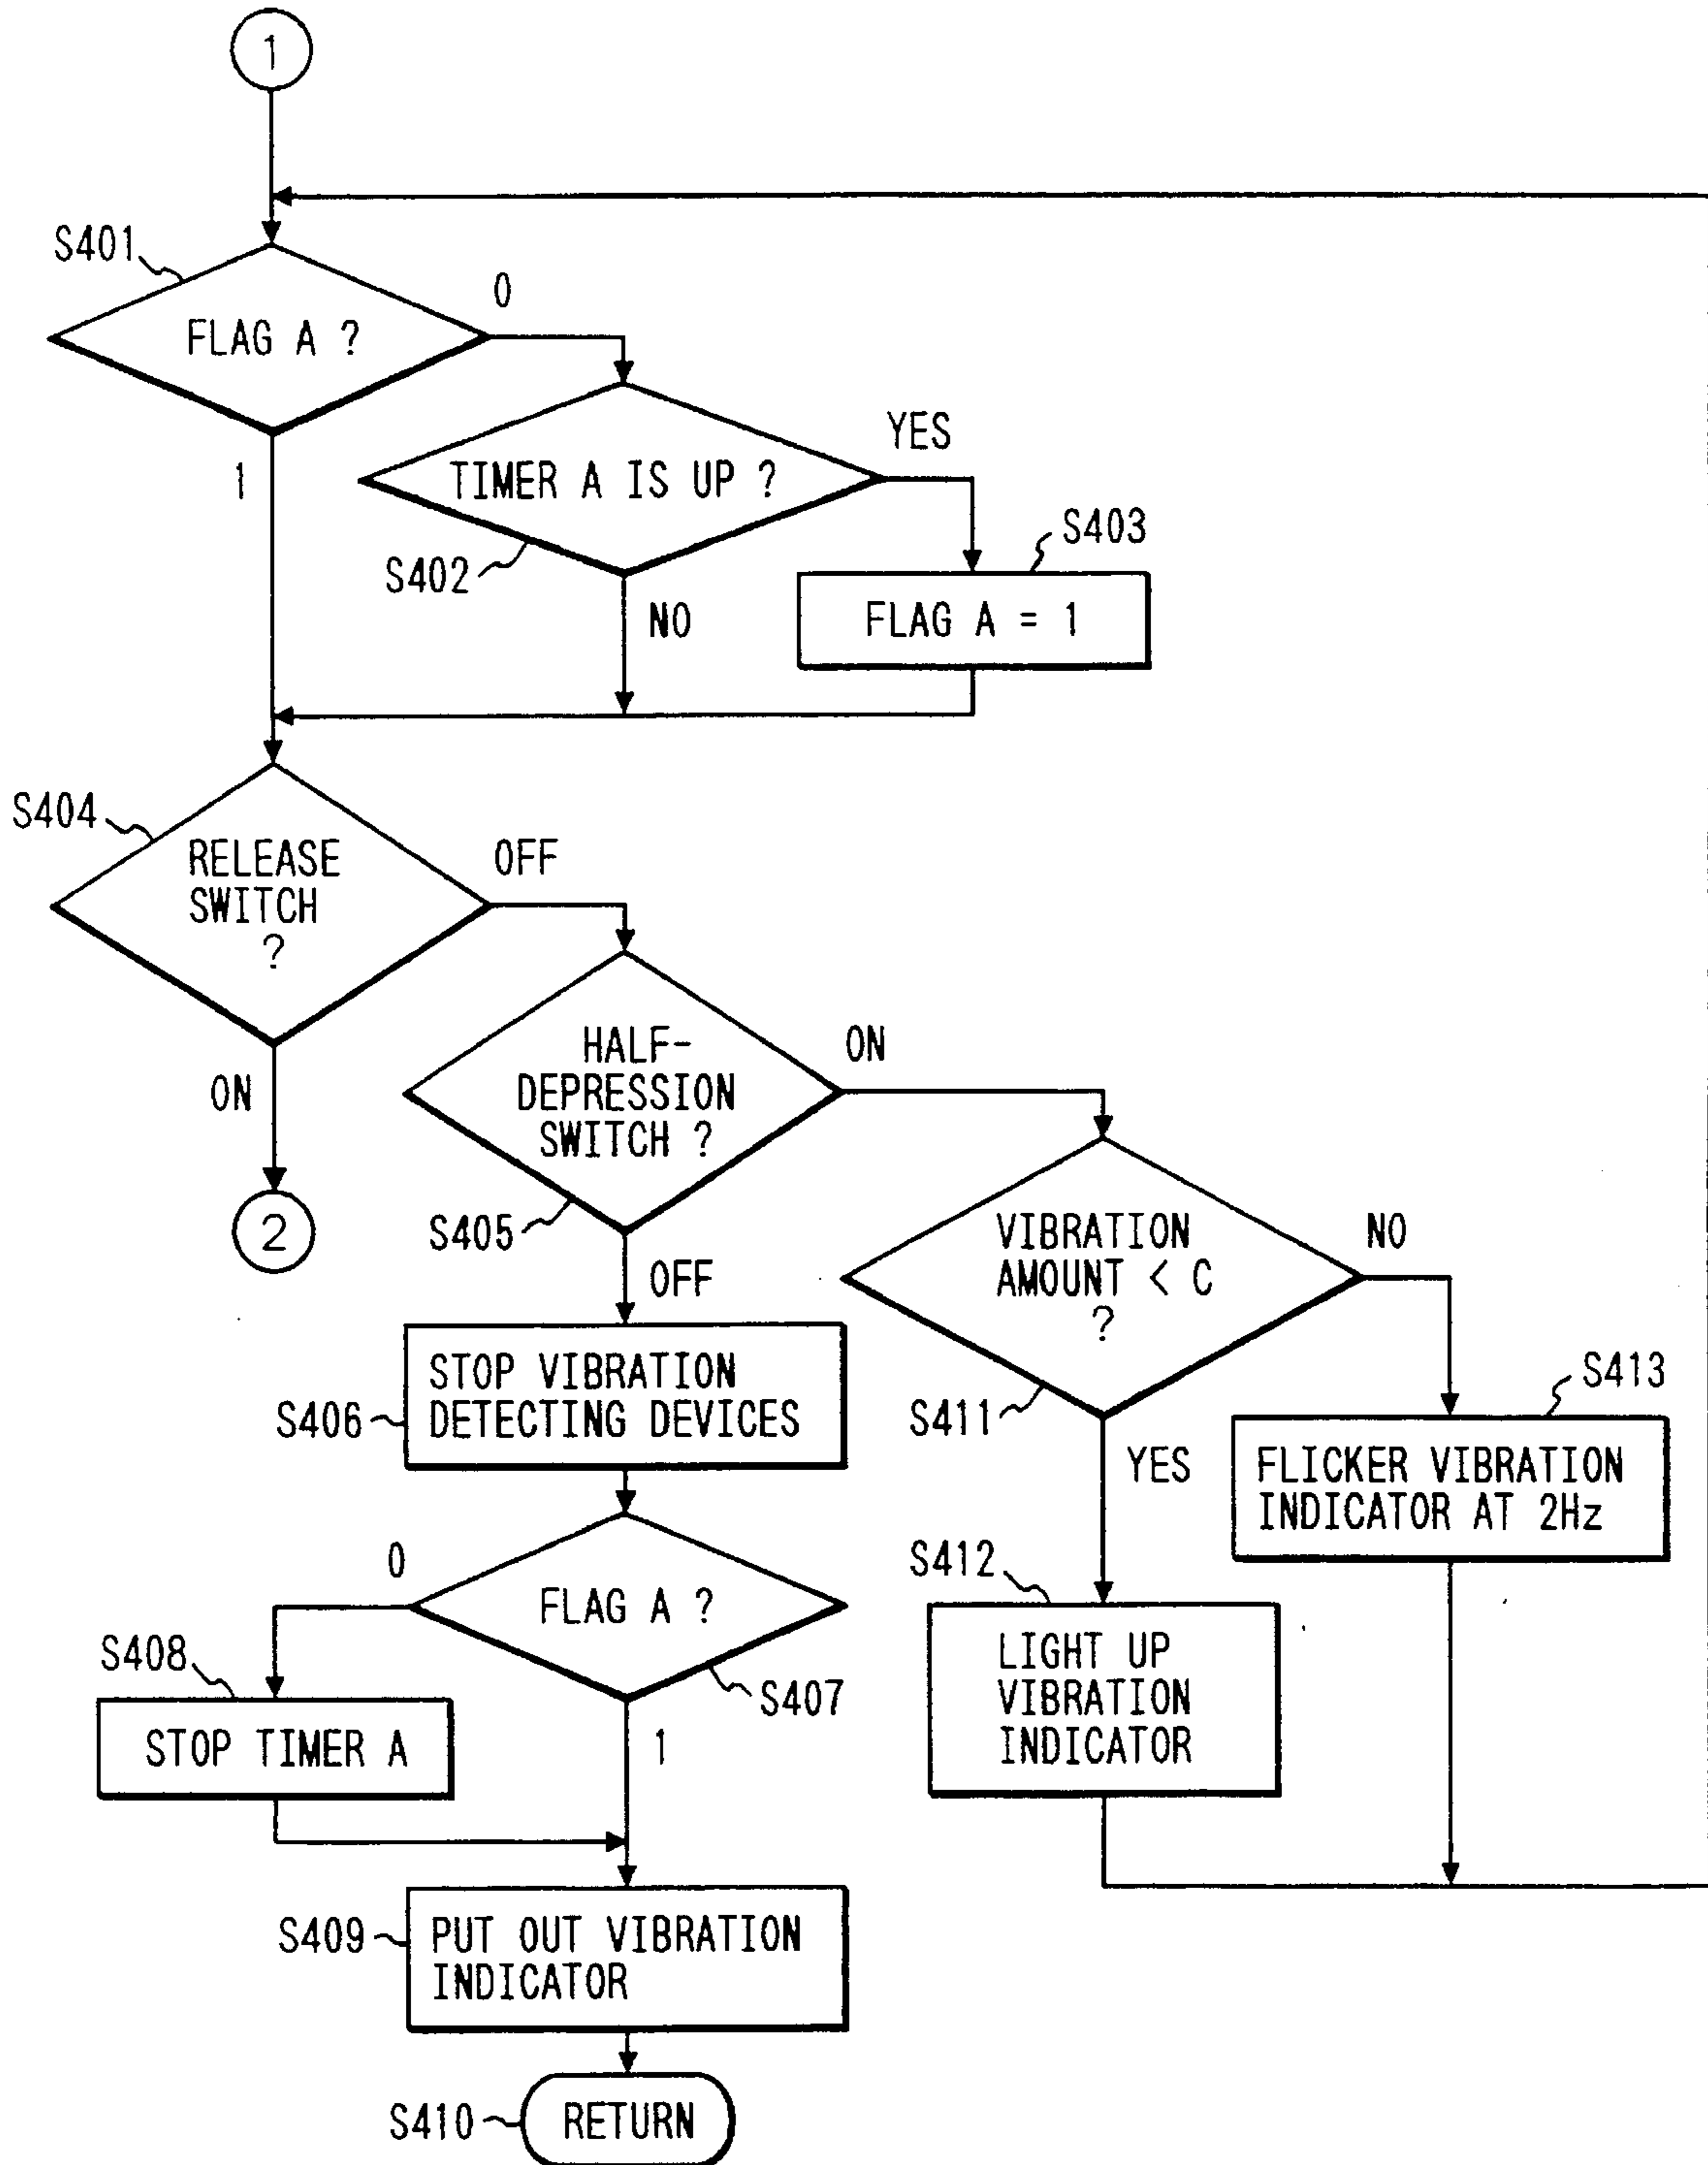 1
S401
FLAG A ?
0
1
TIMER A IS UP ?
YES
S402
NO
S403
FLAG A = 1
S404
RELEASE
SWITCH
?
OFF
ON
2
HALF-
DEPRESSION
SWITCH ?
ON
S405
OFF
VIBRATION
AMOUNT < C
?
NO
S411
YES
S406
STOP VIBRATION
DETECTING DEVICES
S413
FLICKER VIBRATION
INDICATOR AT 2Hz
S412
LIGHT UP
VIBRATION
INDICATOR
0
FLAG A ?
S407
1
S408
STOP TIMER A
S409
PUT OUT VIBRATION
INDICATOR
S410
RETURN